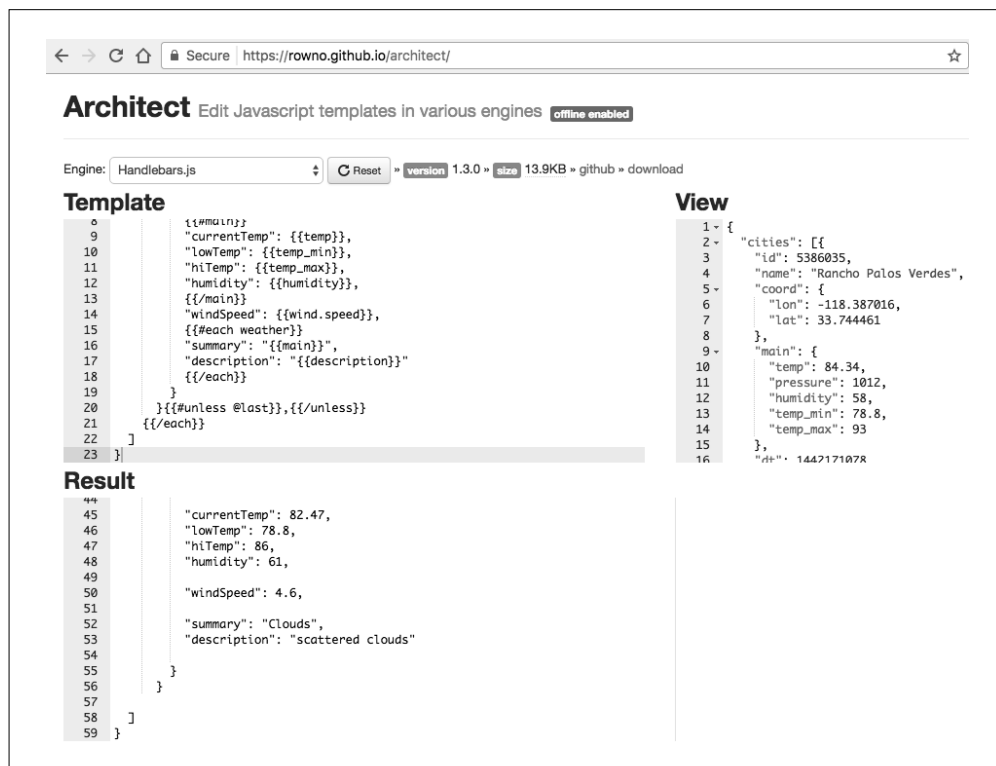 Secure https://rowno.github.io/architect/
Architect Edit Javascript templates in various engines offline enabled
Engine: Handlebars.js Reset » version 1.3.0 » size 13.9KB » github » download
Template
8 {{#main}}
9 "currentTemp": {{temp}},
10 "lowTemp": {{temp_min}},
11 "hiTemp": {{temp_max}},
12 "humidity": {{humidity}},
13 {{/main}}
14 "windSpeed": {{wind.speed}},
15 {{#each weather}}
16 "summary": "{{main}}",
17 "description": "{{description}}"
18 {{/each}}
19 }
20 }{{#unless @last}},{{/unless}}
21 {{/each}}
22 ]
23 }
View
1 {
2 "cities": [{
3 "id": 5386035,
4 "name": "Rancho Palos Verdes",
5 "coord": {
6 "lon": -118.387016,
7 "lat": 33.744461
8 },
9 "main": {
10 "temp": 84.34,
11 "pressure": 1012,
12 "humidity": 58,
13 "temp_min": 78.8,
14 "temp_max": 93
15 },
16 "dt": 1442171078
Result
44
45 "currentTemp": 82.47,
46 "lowTemp": 78.8,
47 "hiTemp": 86,
48 "humidity": 61,
49
50 "windSpeed": 4.6,
51
52 "summary": "Clouds",
53 "description": "scattered clouds"
54
55 }
56 }
57
58 ]
59 }